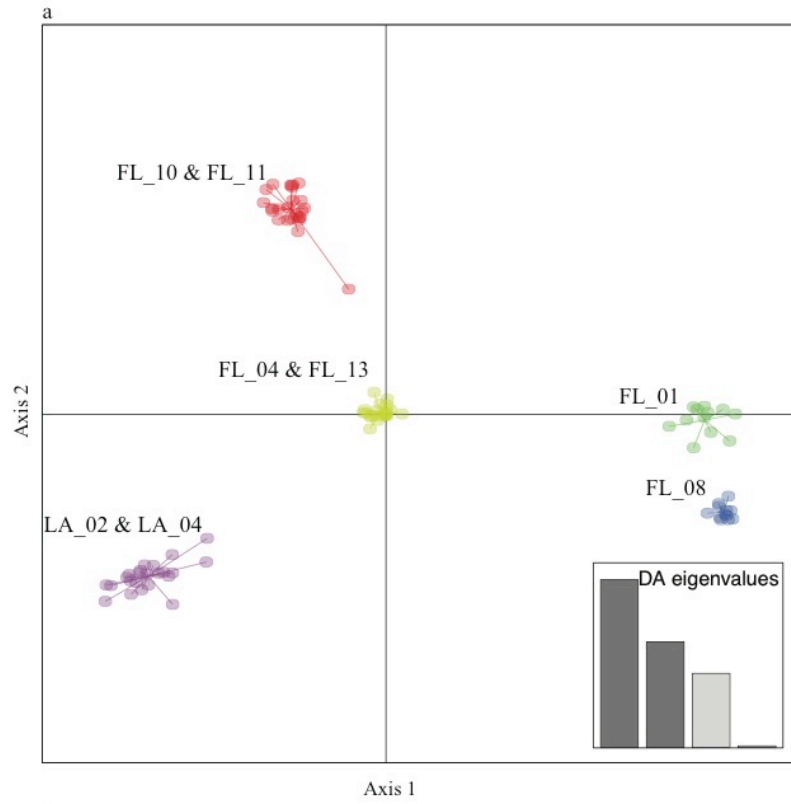 a
FL_10 & FL_11
FL_04 & FL_13
FL_01
FL_08
LA_02 & LA_04
DA eigenvalues
Axis 2
Axis 1